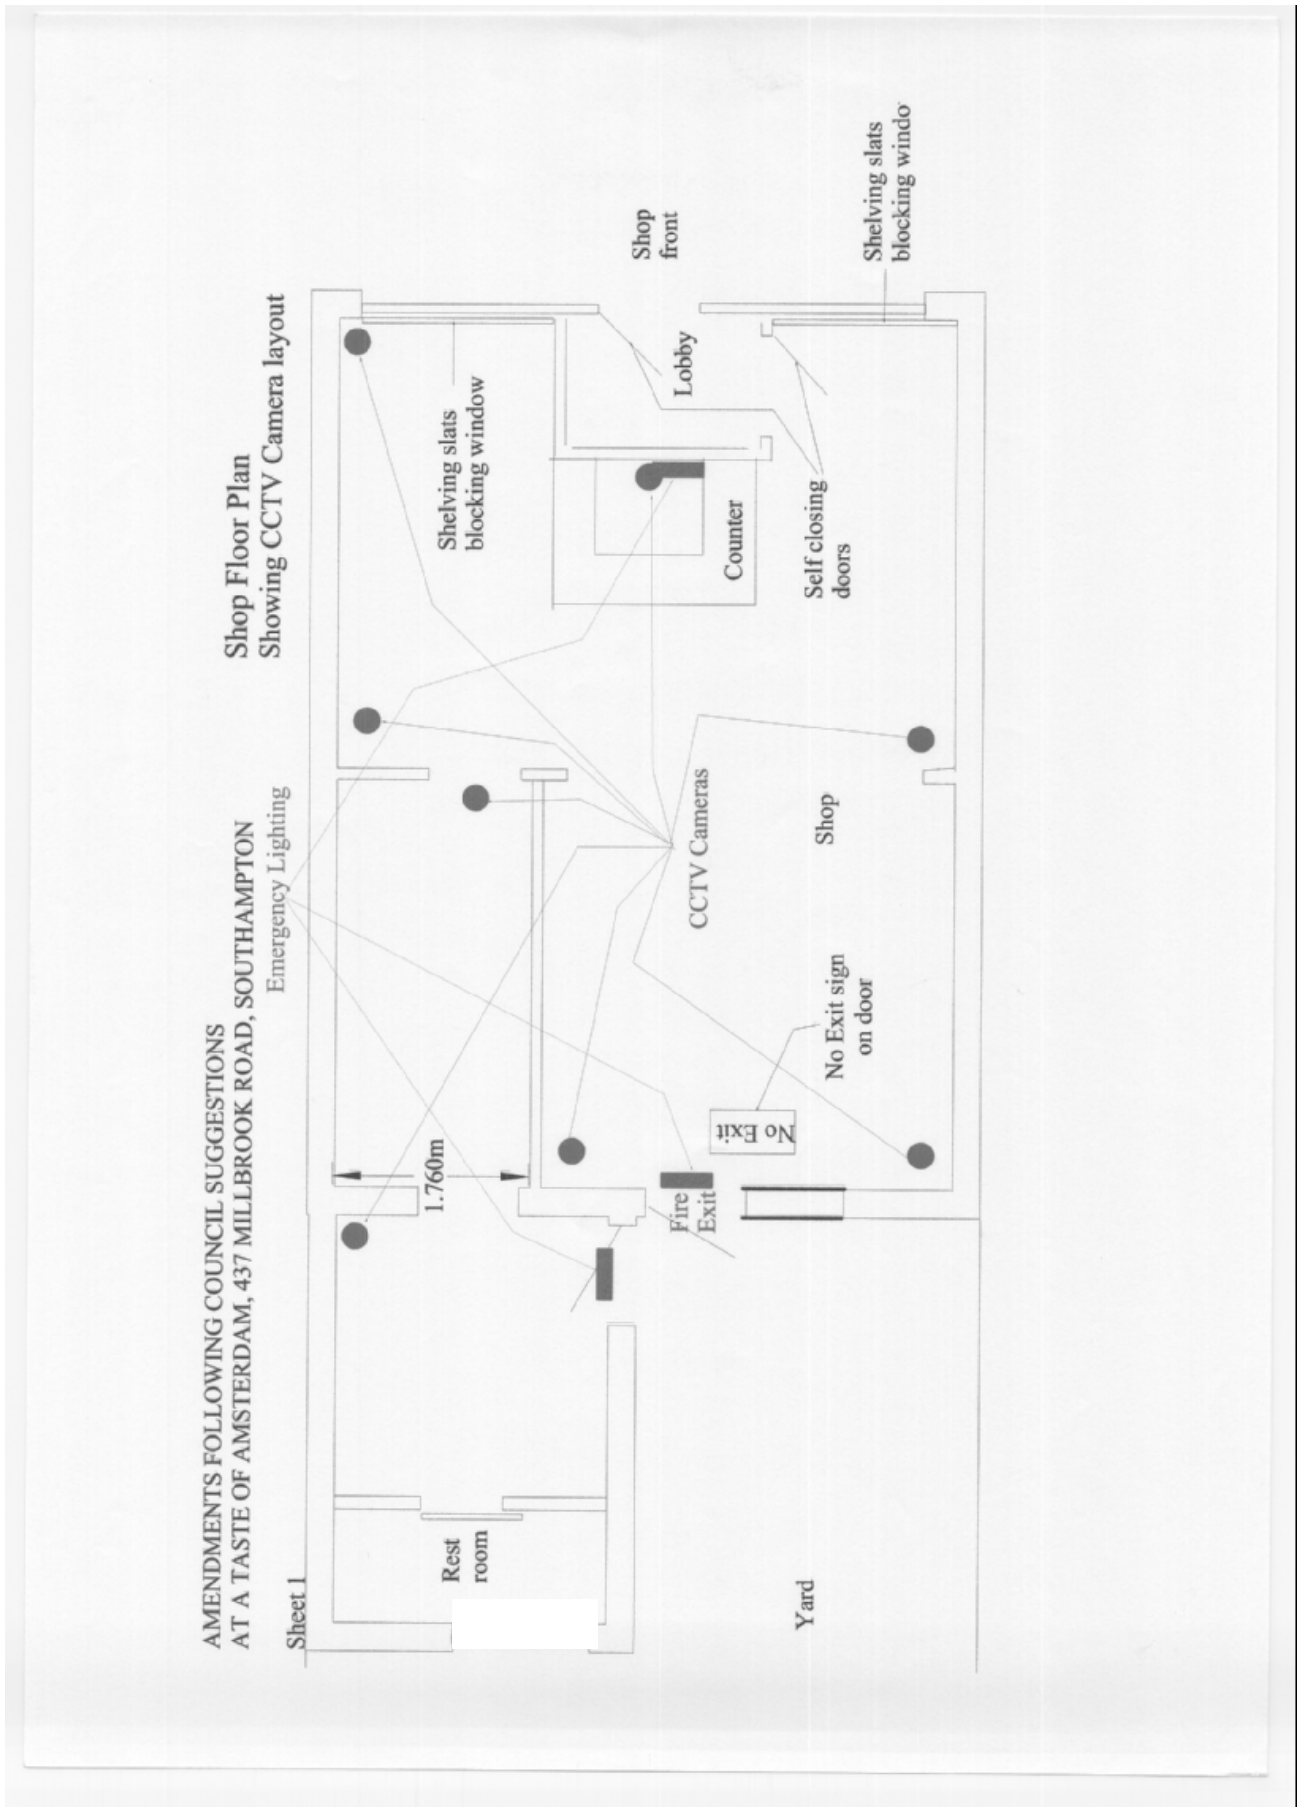 AMENDMENTS FOLLOWING COUNCIL SUGGESTIONS
AT A TASTE OF AMSTERDAM, 437 MILLBROOK ROAD, SOUTHAMPTON
Shop Floor Plan
Showing CCTV Camera layout
Sheet 1
Emergency Lighting
Shelving slats
blocking window
1.760m
Rest
room
Shop
front
Lobby
Counter
CCTV Cameras
Fire
Exit
No Exit
Self closing
doors
Shop
No Exit sign
on door
Yard
Shelving slats
blocking windo